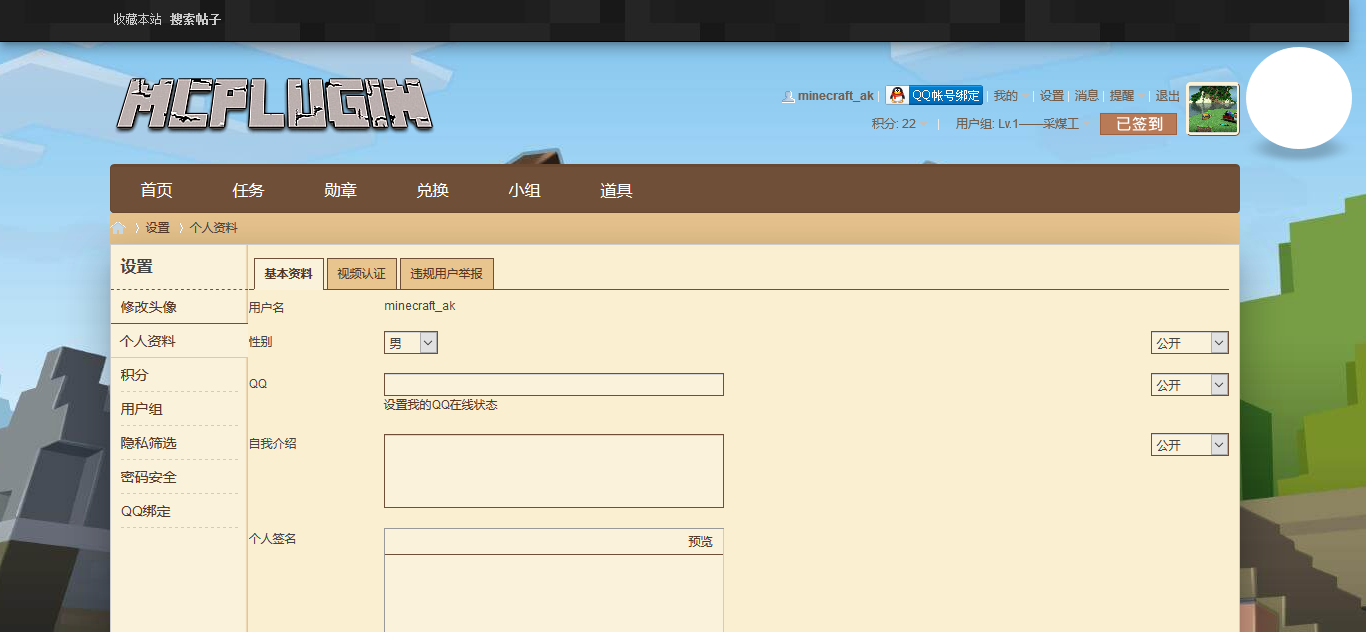 收藏本站 搜索帖子
MCPLUGIN
minecraft_ak | QQ帐号绑定 | 我的 | 设置 | 消息 | 提醒 | 退出
积分: 22 | 用户组: Lv.1——采煤工 已签到
首页 任务 勋章 兑换 小组 道具
〉设置 〉个人资料
设置
修改头像
个人资料
积分
用户组
隐私筛选
密码安全
QQ绑定
基本资料 视频认证 违规用户举报
用户名 minecraft_ak
性别 男 公开
QQ 公开
设置我的QQ在线状态
自我介绍 公开
个人签名 预览